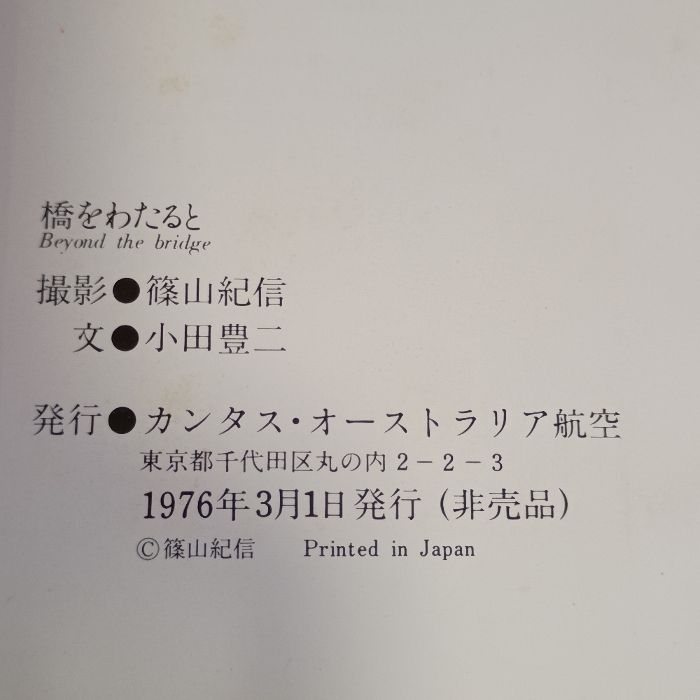 橋をわたると
Beyond the bridge
撮影●篠山紀信
文●小田豊二
発行●カンタス・オーストラリア航空
東京都千代田区丸の内2-2-3
1976年3月1日発行(非売品)
©篠山紀信 Printed in Japan